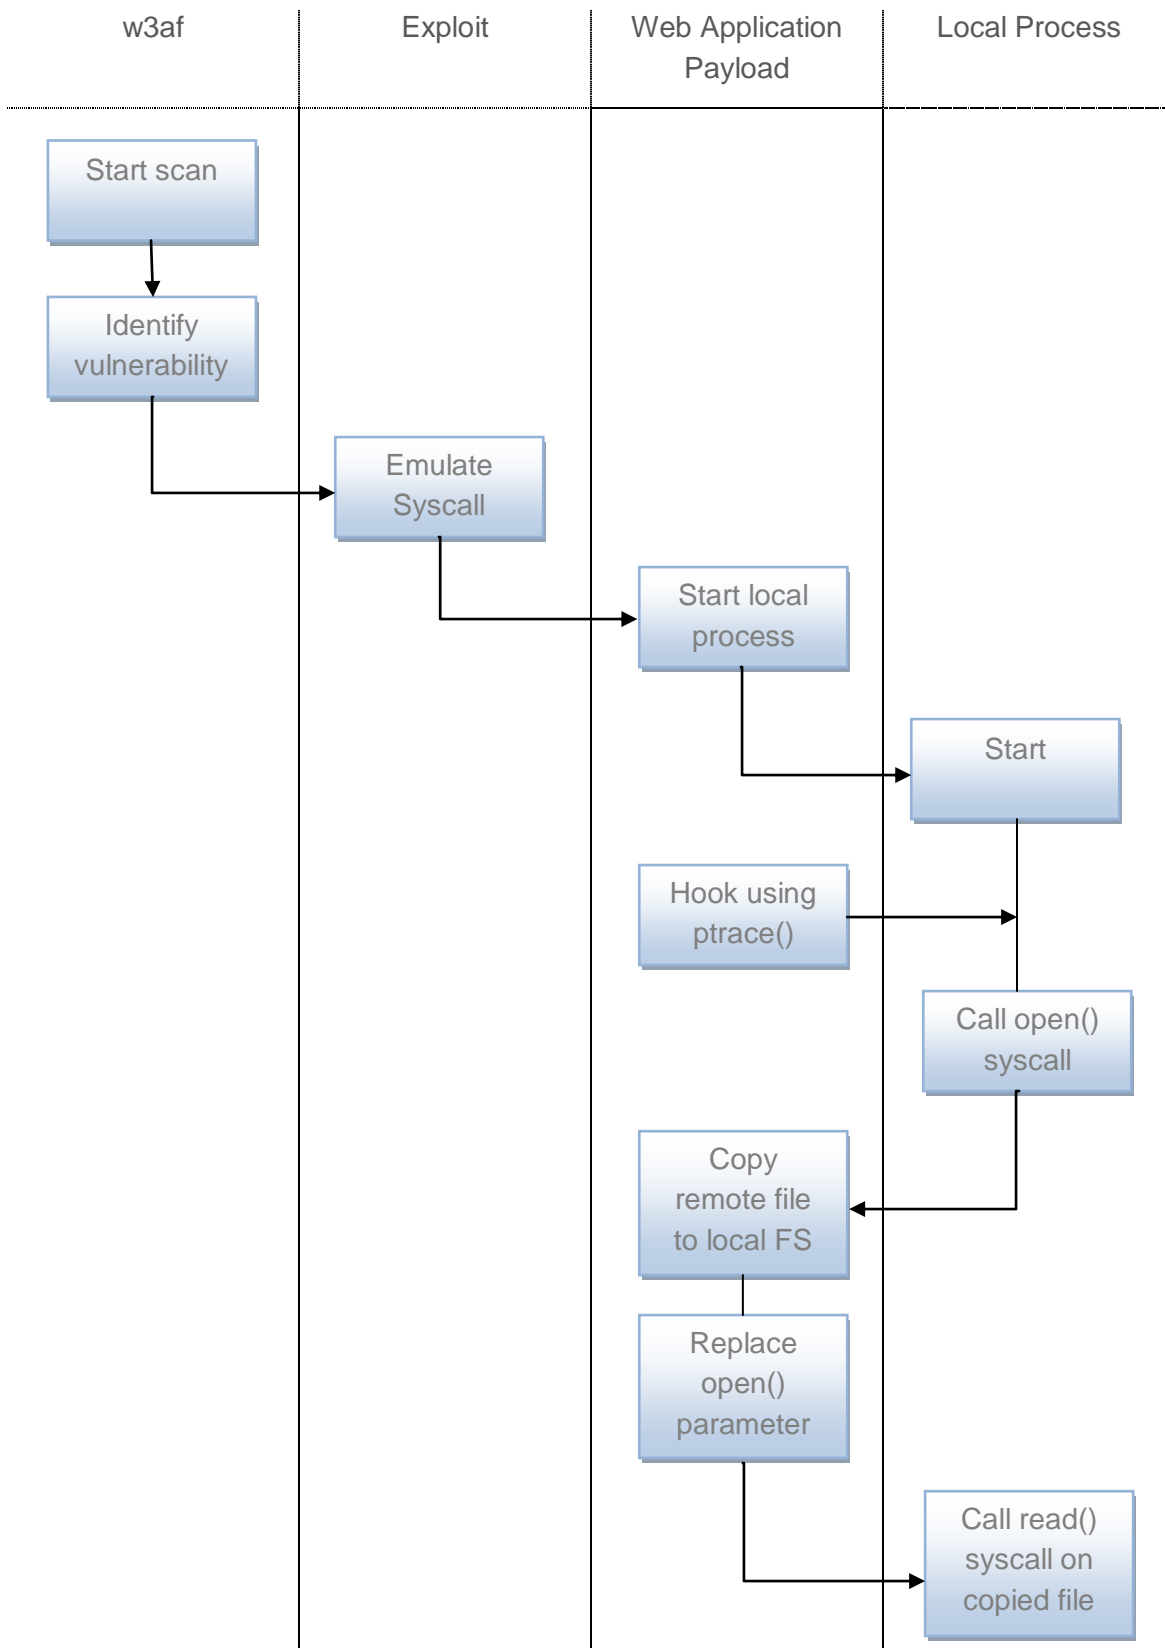 w3af
Exploit
Web Application
Payload
Local Process
Start scan
Identify
vulnerability
Emulate
Syscall
Start local
process
Start
Hook using
ptrace()
Call open()
syscall
Copy
remote file
to local FS
Replace
open()
parameter
Call read()
syscall on
copied file